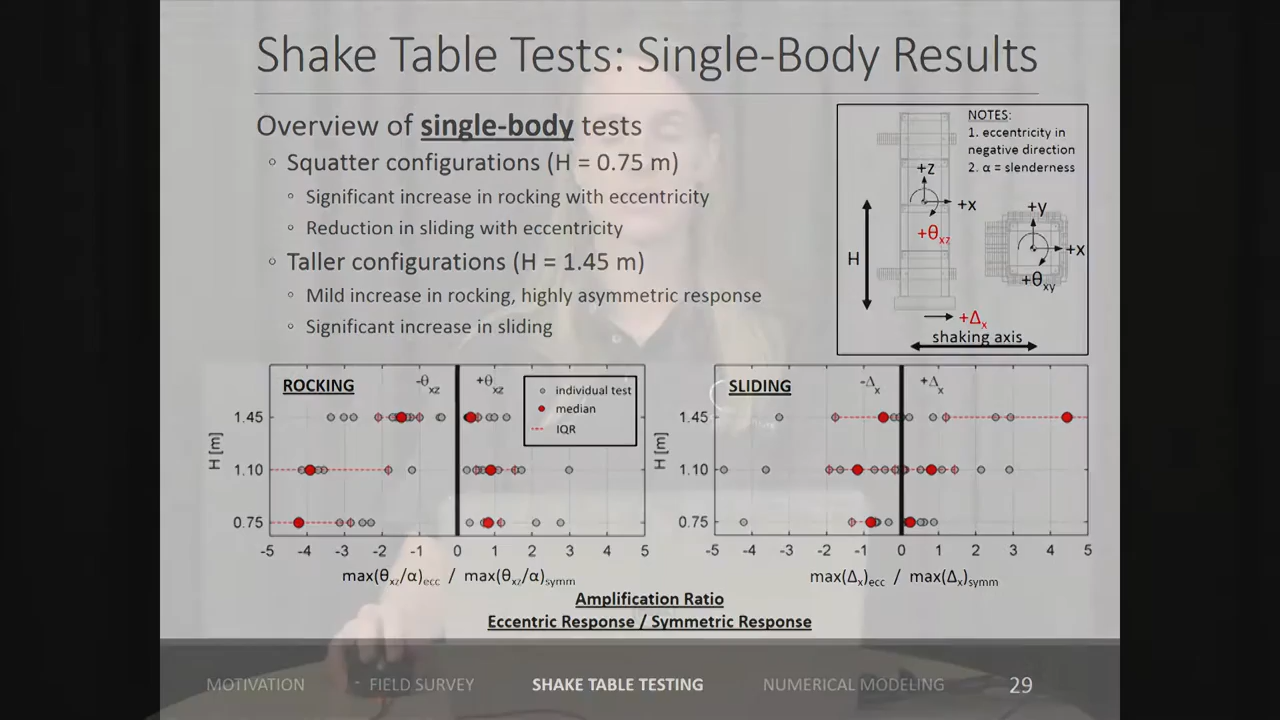 Shake Table Tests: Single-Body Results
Overview of single-body tests
◦ Squatter configurations (H = 0.75 m)
◦ Significant increase in rocking with eccentricity
◦ Reduction in sliding with eccentricity
◦ Taller configurations (H = 1.45 m)
◦ Mild increase in rocking, highly asymmetric response
◦ Significant increase in sliding
NOTES:
1. eccentricity in
negative direction
2. α = slenderness
+z
+x
+θxz
H
+y
+x
+θxy
+Δx
shaking axis
ROCKING
-θxz
+θxz
individual test
median
IQR
H [m]
1.45
1.10
0.75
-5 -4 -3 -2 -1 0 1 2 3 4 5
max(θxz/α)ecc / max(θxz/α)symm
SLIDING
-Δx
+Δx
H [m]
1.45
1.10
0.75
-5 -4 -3 -2 -1 0 1 2 3 4 5
max(Δx)ecc / max(Δx)symm
Amplification Ratio
Eccentric Response / Symmetric Response
MOTIVATION FIELD SURVEY SHAKE TABLE TESTING NUMERICAL MODELING 29